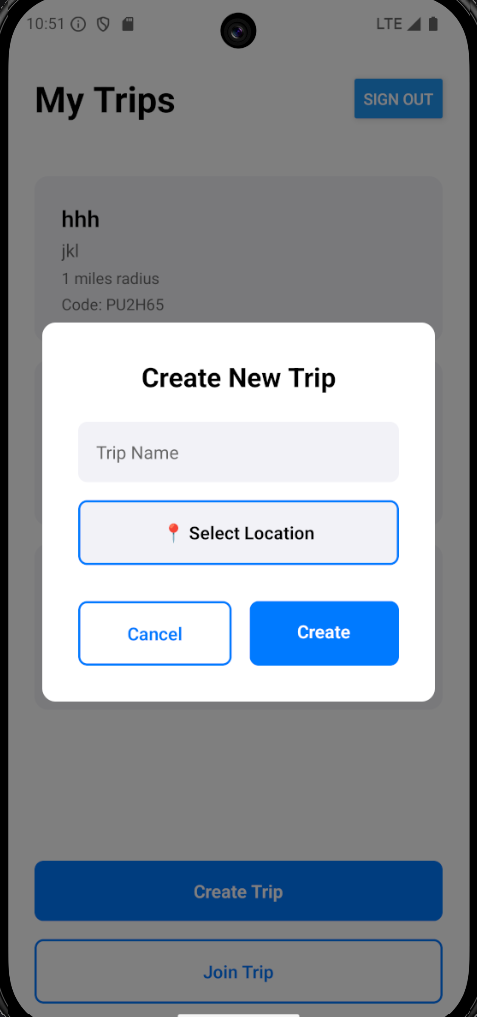 10:51
LTE
My Trips
SIGN OUT
hhh
jkl
1 miles radius
Code: PU2H65
Create New Trip
Trip Name
📍 Select Location
Cancel
Create
Create Trip
Join Trip